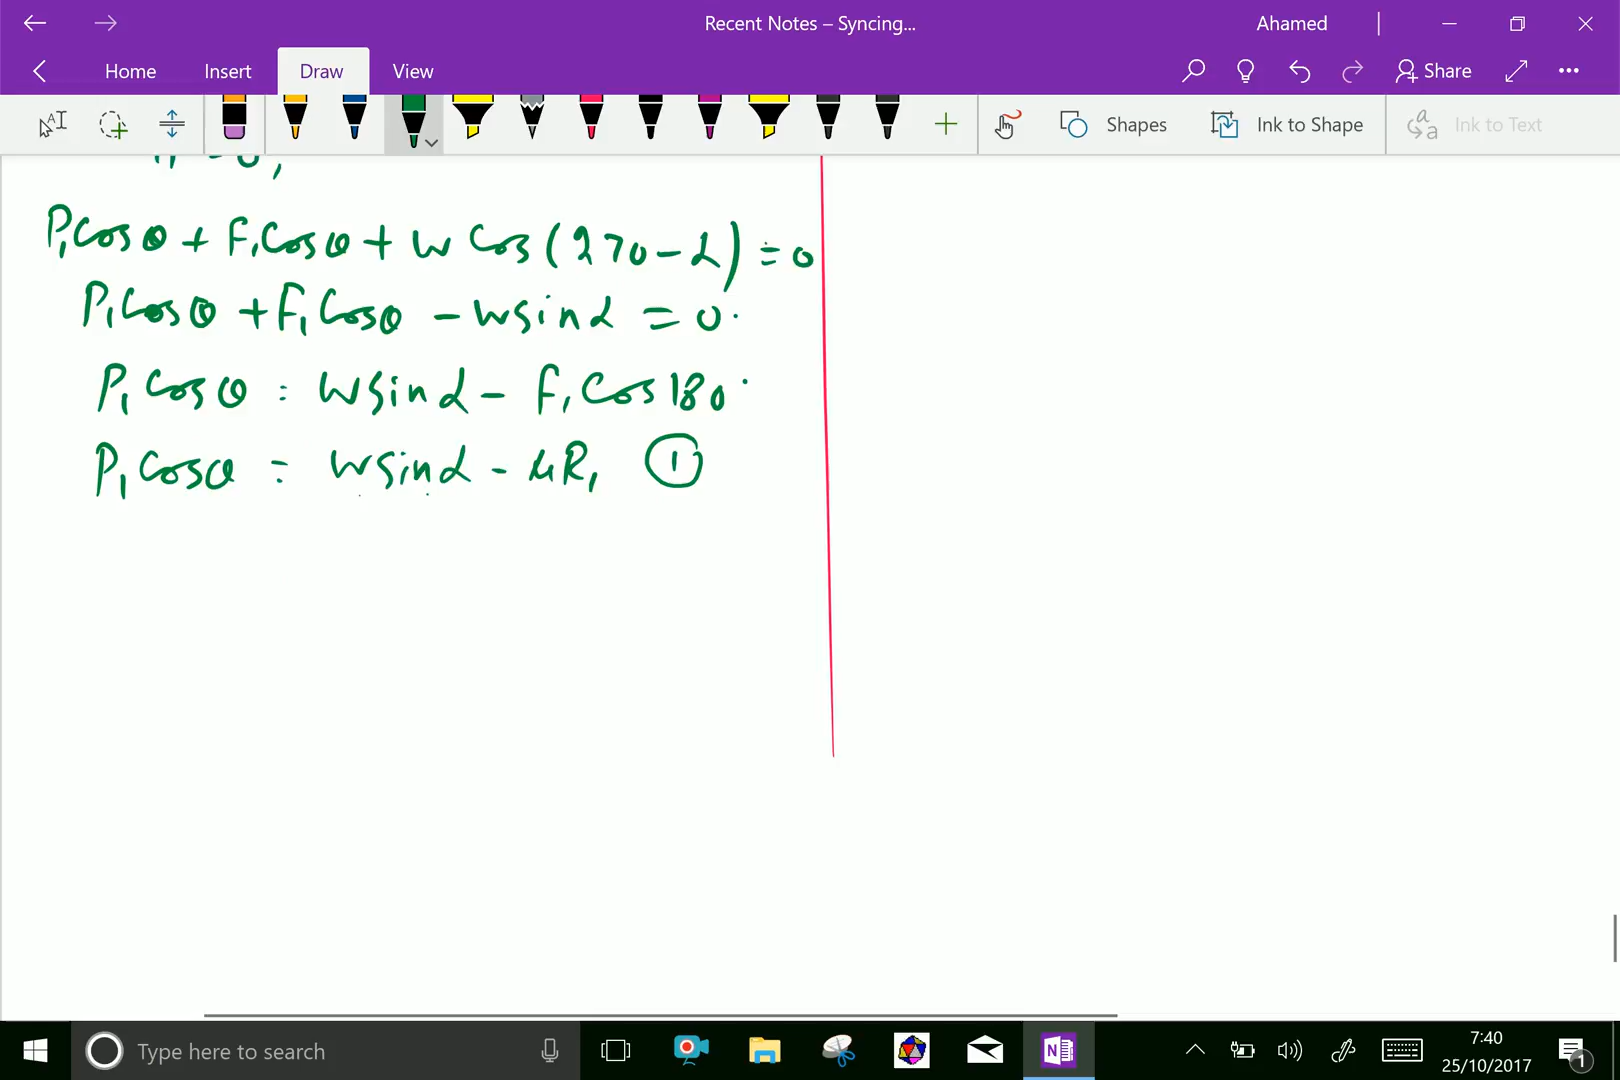 Recent Notes – Syncing...
Ahamed
Home
Insert
Draw
View
Share
Shapes
Ink to Shape
Ink to Text
P₁Cosθ + F₁Cosθ + W Cos(270-α) = 0
P₁Cosθ + F₁Cosθ - WSinα = 0.
P₁Cosθ = WSinα - F₁Cos180°
P₁Cosθ = WSinα - μR₁ ①
Type here to search
7:40
25/10/2017
1